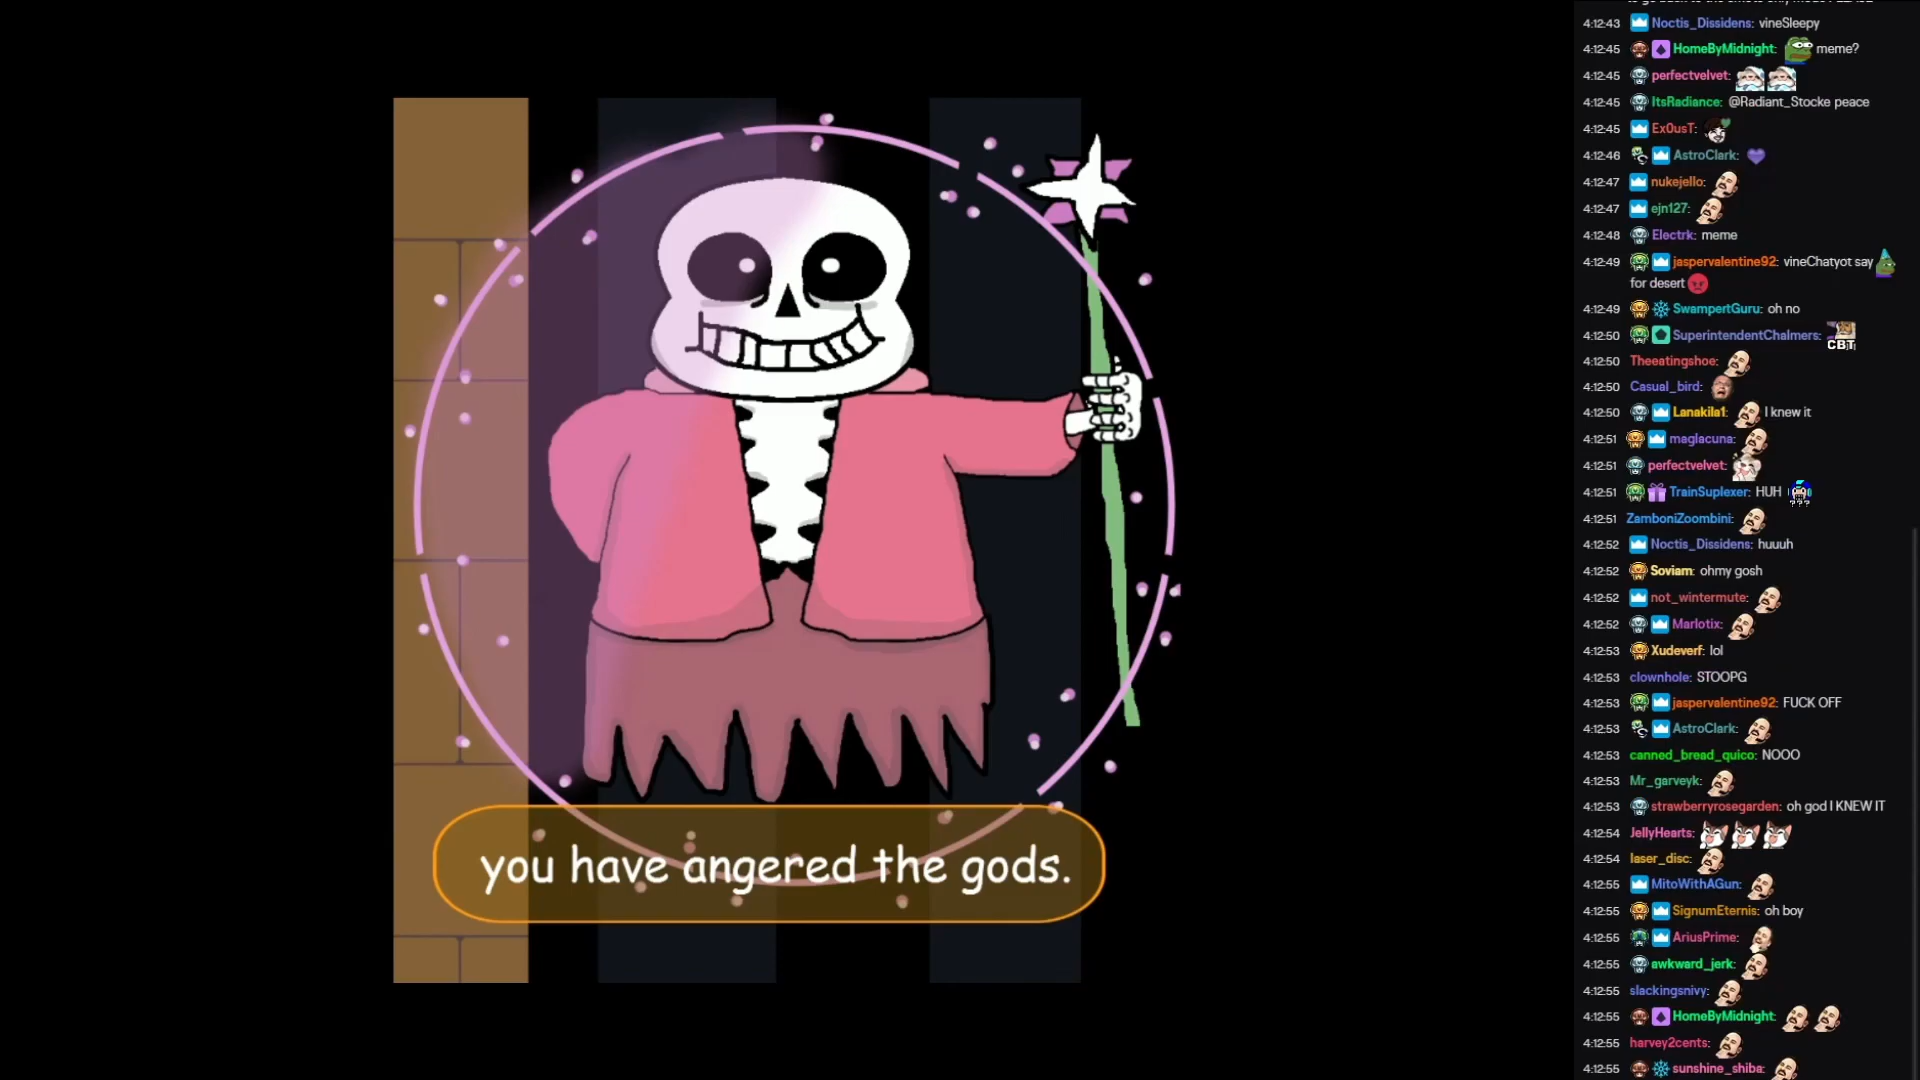 you have angered the gods.
4:12:43 Noctis_Dissidens: vineSleepy
4:12:45 HomeByMidnight: meme?
4:12:45 perfectvelvet:
4:12:45 ItsRadiance: @Radiant_Stocke peace
4:12:45 Ex0usT:
4:12:46 AstroClark:
4:12:47 nukejello:
4:12:47 ejn127:
4:12:48 Electrk: meme
4:12:49 jaspervalentine92: vineChatyot say
for desert
4:12:49 SwampertGuru: oh no
4:12:50 SuperintendentChalmers: CBT
4:12:50 Theeatingshoe:
4:12:50 Casual_bird:
4:12:50 Lanakila1: I knew it
4:12:51 maglacuna:
4:12:51 perfectvelvet:
4:12:51 TrainSuplexer: HUH
4:12:51 ZamboniZoombini:
4:12:52 Noctis_Dissidens: huuuh
4:12:52 Soviam: ohmy gosh
4:12:52 not_wintermute:
4:12:52 Marlotix:
4:12:53 Xudeverf: lol
4:12:53 clownhole: STOOPG
4:12:53 jaspervalentine92: FUCK OFF
4:12:53 AstroClark:
4:12:53 canned_bread_quico: NOOO
4:12:53 Mr_garveyk:
4:12:53 strawberryrosegarden: oh god I KNEW IT
4:12:54 JellyHearts:
4:12:54 laser_disc:
4:12:55 MitoWithAGun:
4:12:55 SignumEternis: oh boy
4:12:55 AriusPrime:
4:12:55 awkward_jerk:
4:12:55 slackingsnivy:
4:12:55 HomeByMidnight:
4:12:55 harvey2cents:
4:12:55 sunshine_shiba: